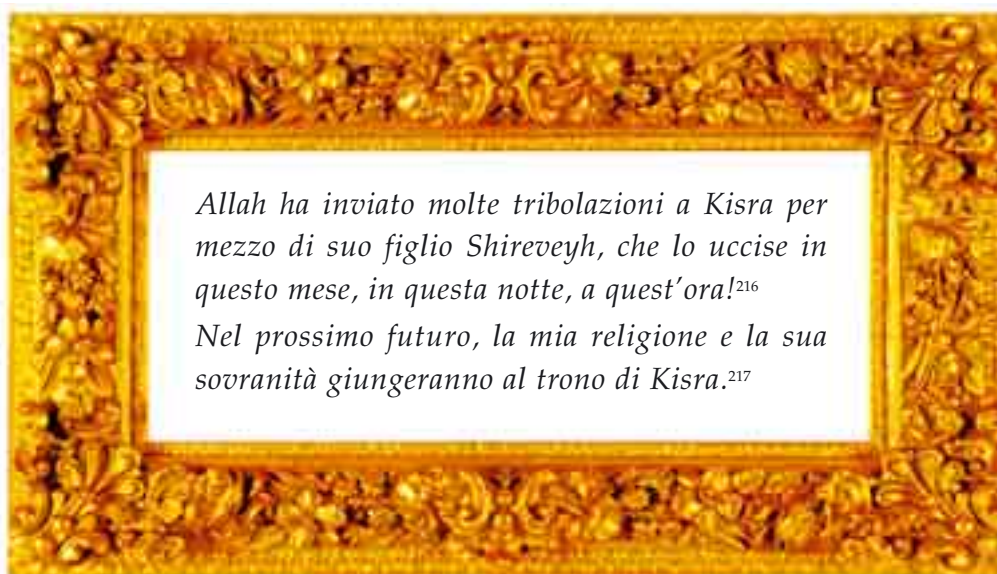 Allah ha inviato molte tribolazioni a Kisra per
mezzo di suo figlio Shireveyh, che lo uccise in
questo mese, in questa notte, a quest’ora!216
Nel prossimo futuro, la mia religione e la sua
sovranità giungeranno al trono di Kisra.217